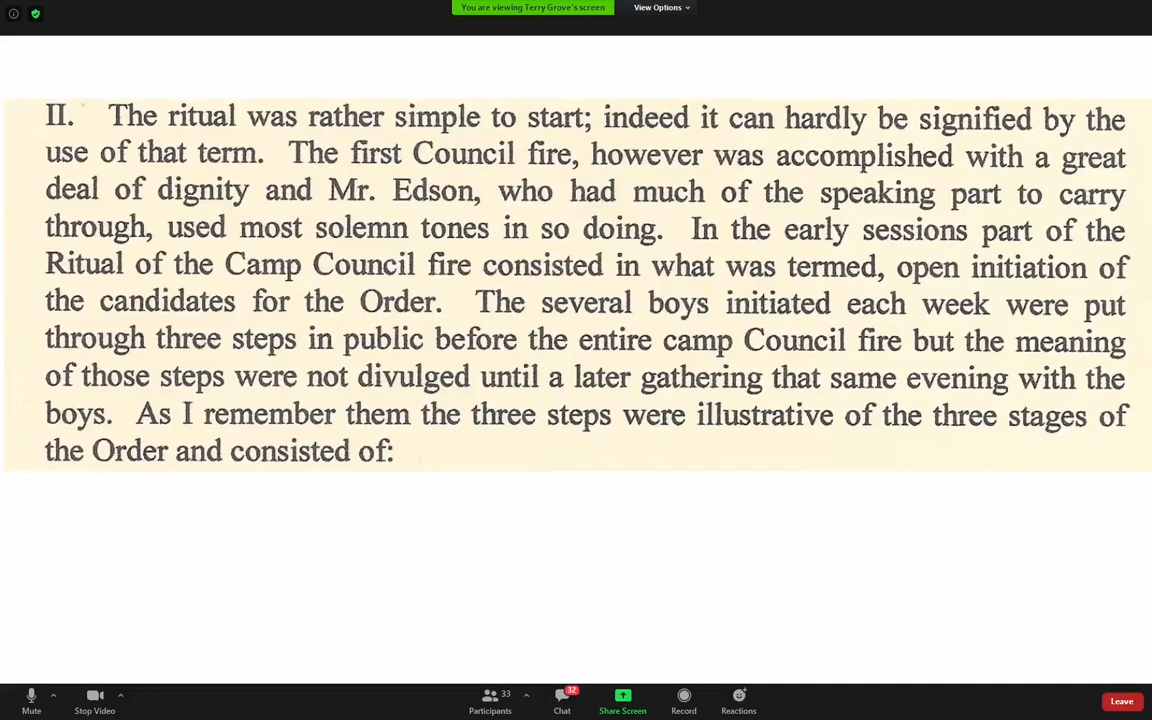 You are viewing Terry Grove's screen
View Options
II. The ritual was rather simple to start; indeed it can hardly be signified by the
use of that term. The first Council fire, however was accomplished with a great
deal of dignity and Mr. Edson, who had much of the speaking part to carry
through, used most solemn tones in so doing. In the early sessions part of the
Ritual of the Camp Council fire consisted in what was termed, open initiation of
the candidates for the Order. The several boys initiated each week were put
through three steps in public before the entire camp Council fire but the meaning
of those steps were not divulged until a later gathering that same evening with the
boys. As I remember them the three steps were illustrative of the three stages of
the Order and consisted of:
33
32
Mute
Stop Video
Participants
Chat
Share Screen
Record
Reactions
Leave